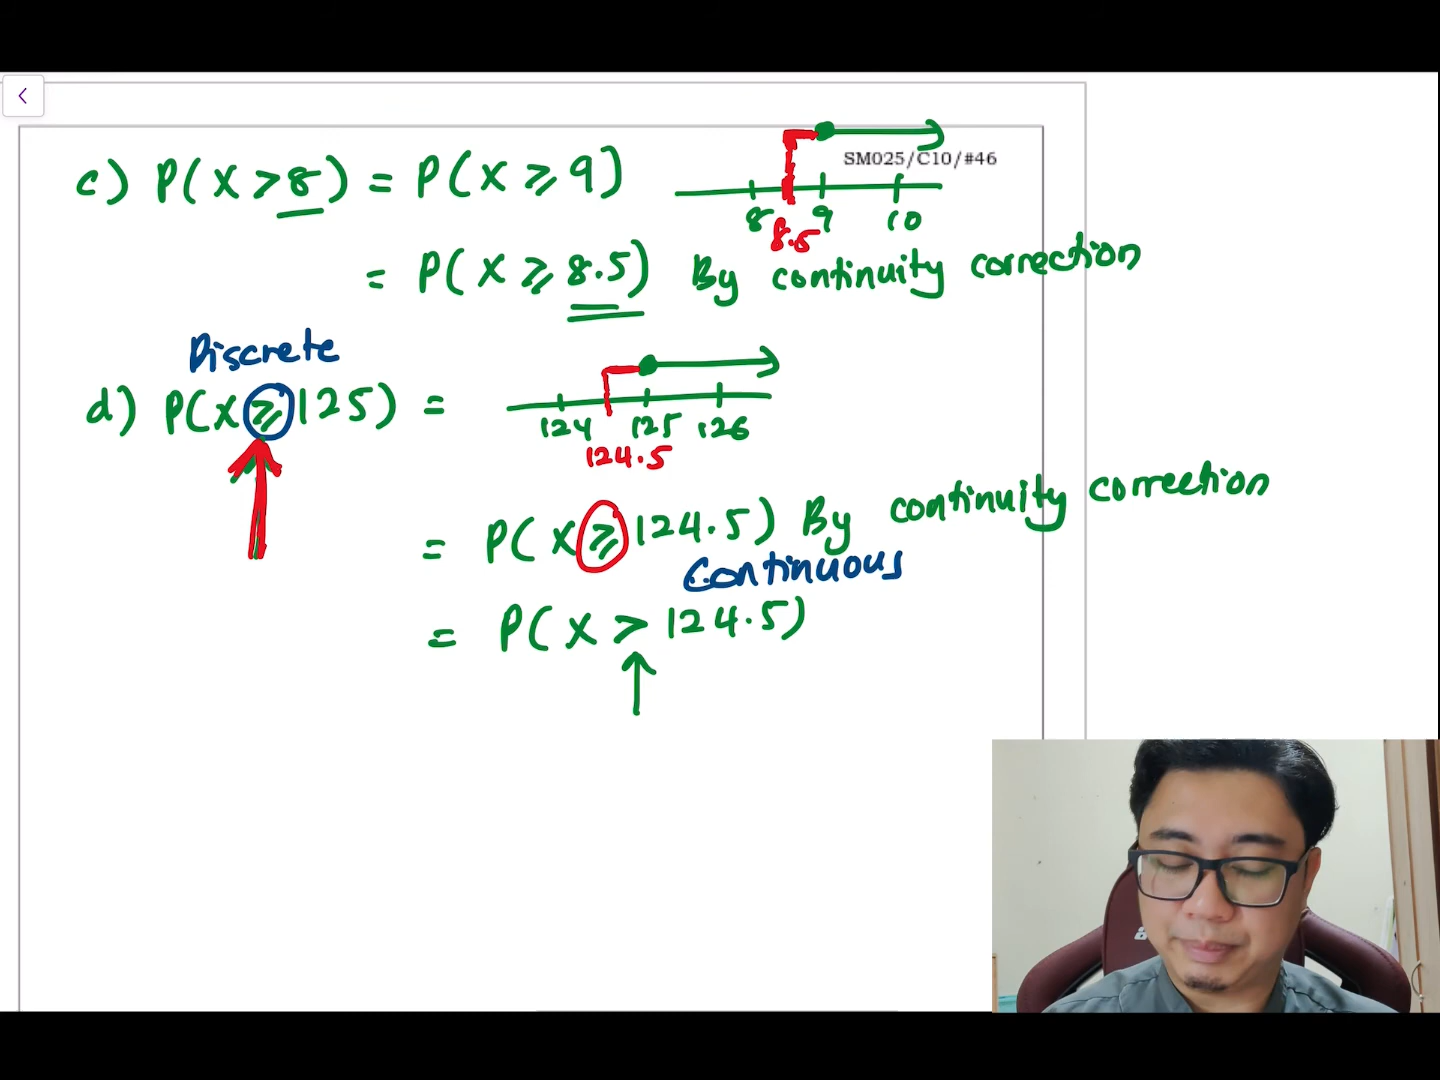 SM025/C10/#46
c) P(X > 8) = P(X ≥ 9)
8 9 10
8.5
= P(X ≥ 8.5) By continuity correction
Discrete
d) P(X ≥ 125) =
124 125 126
124.5
= P(X ≥ 124.5) By continuity correction
Continuous
= P(X > 124.5)